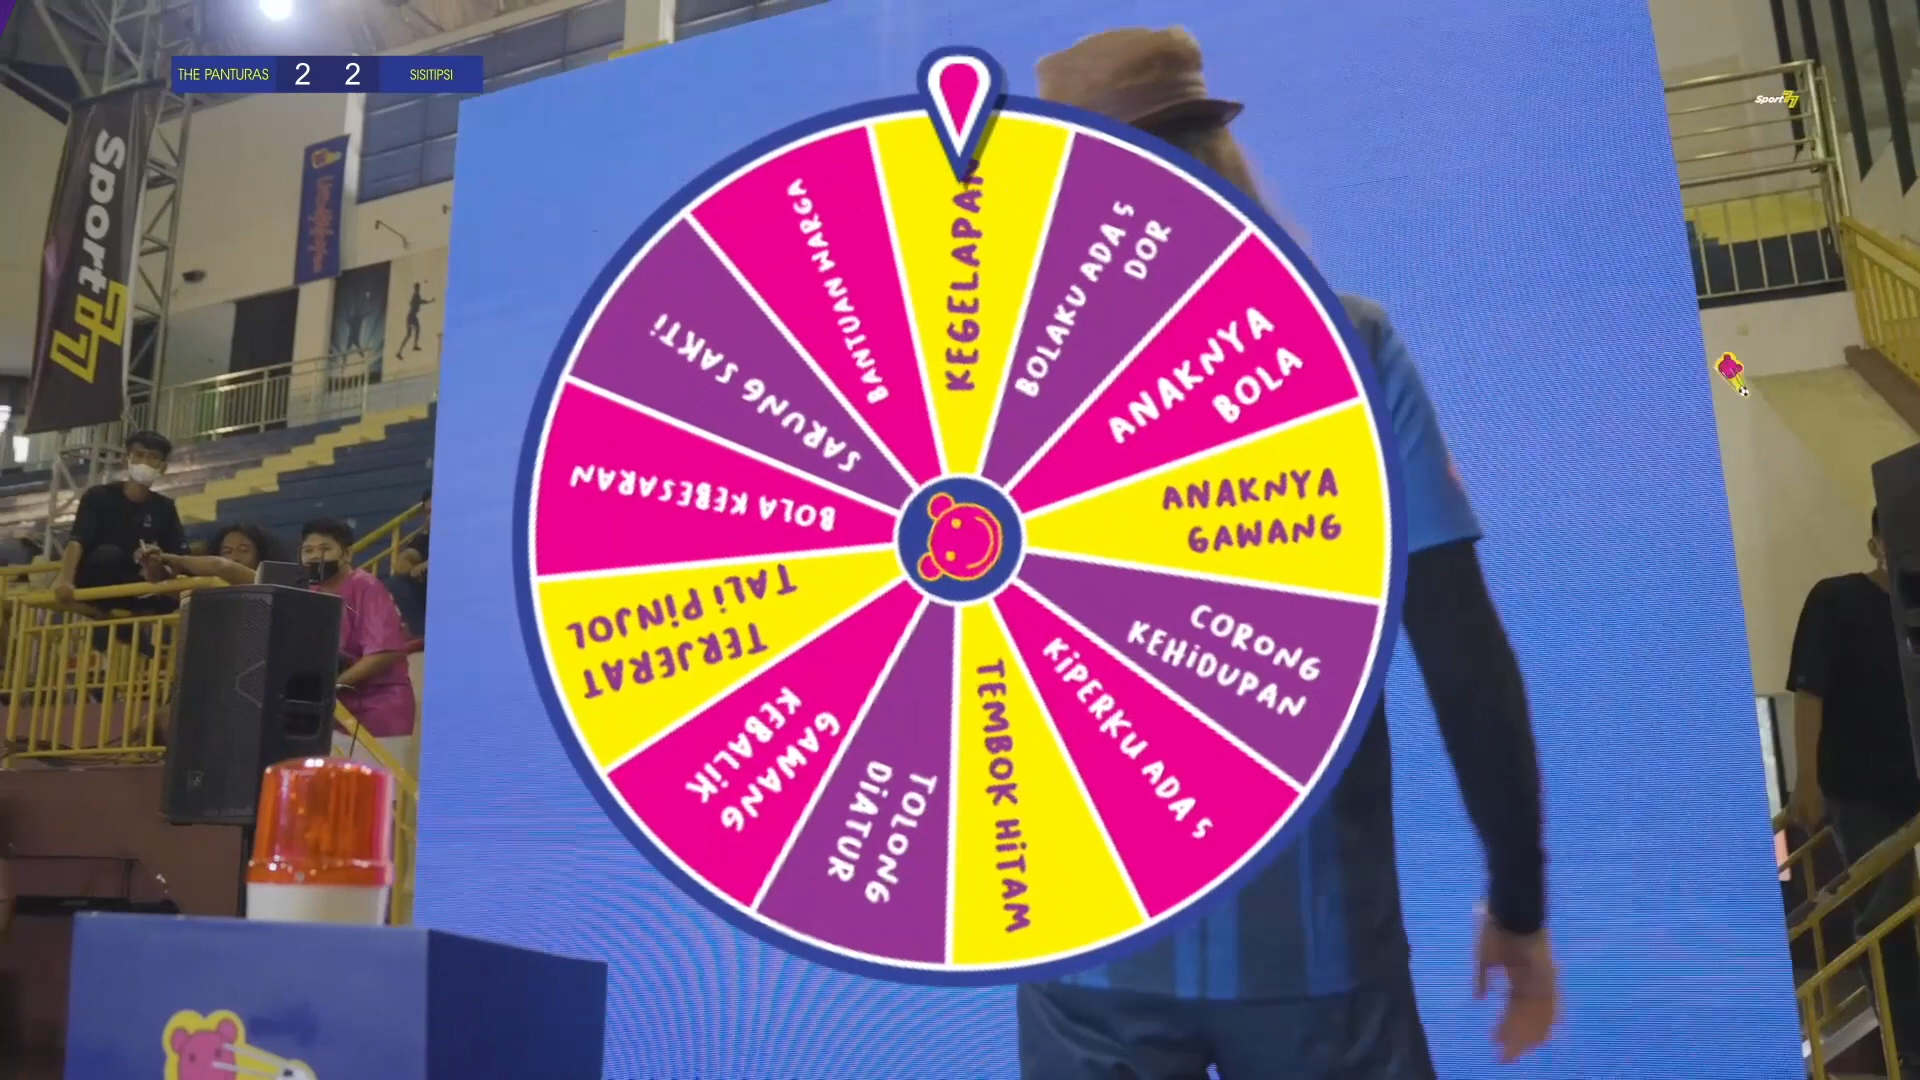 THE PANTURAS 2 2 SISITIPSI
Sport77
Sport77
KEGELAPAN
BOLAKU ADA 5
DOR
ANAKNYA
BOLA
ANAKNYA
GAWANG
CORONG
KEHIDUPAN
KIPERKU ADA 5
TEMBOK HITAM
TOLONG
DIATUR
GAWANG
KEBALIK
TERJERAT
TALI PINJOL
BOLA KEBESARAN
SARUNG SAKTI
BANTUAN WARGA